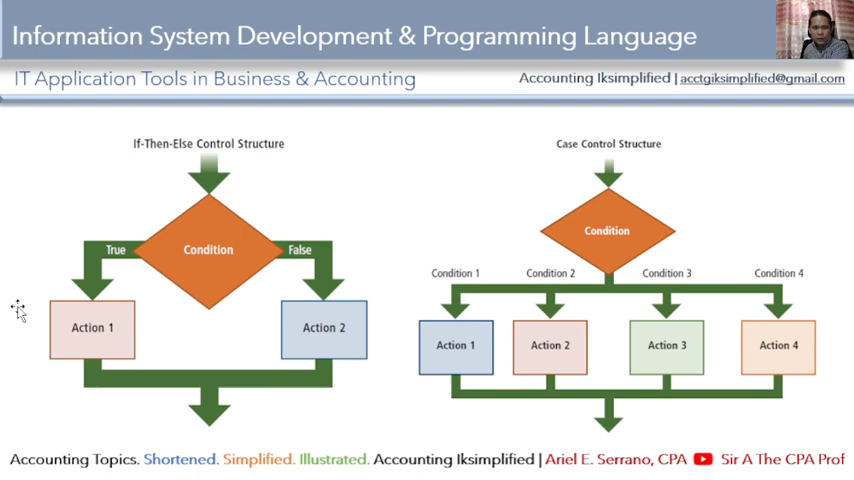 Information System Development & Programming Language
IT Application Tools in Business & Accounting
Accounting Iksimplified | acctgiksimplified@gmail.com
If-Then-Else Control Structure
True
Condition
False
Action 1
Action 2
Case Control Structure
Condition
Condition 1
Condition 2
Condition 3
Condition 4
Action 1
Action 2
Action 3
Action 4
Accounting Topics. Shortened. Simplified. Illustrated. Accounting Iksimplified | Ariel E. Serrano, CPA Sir A The CPA Prof